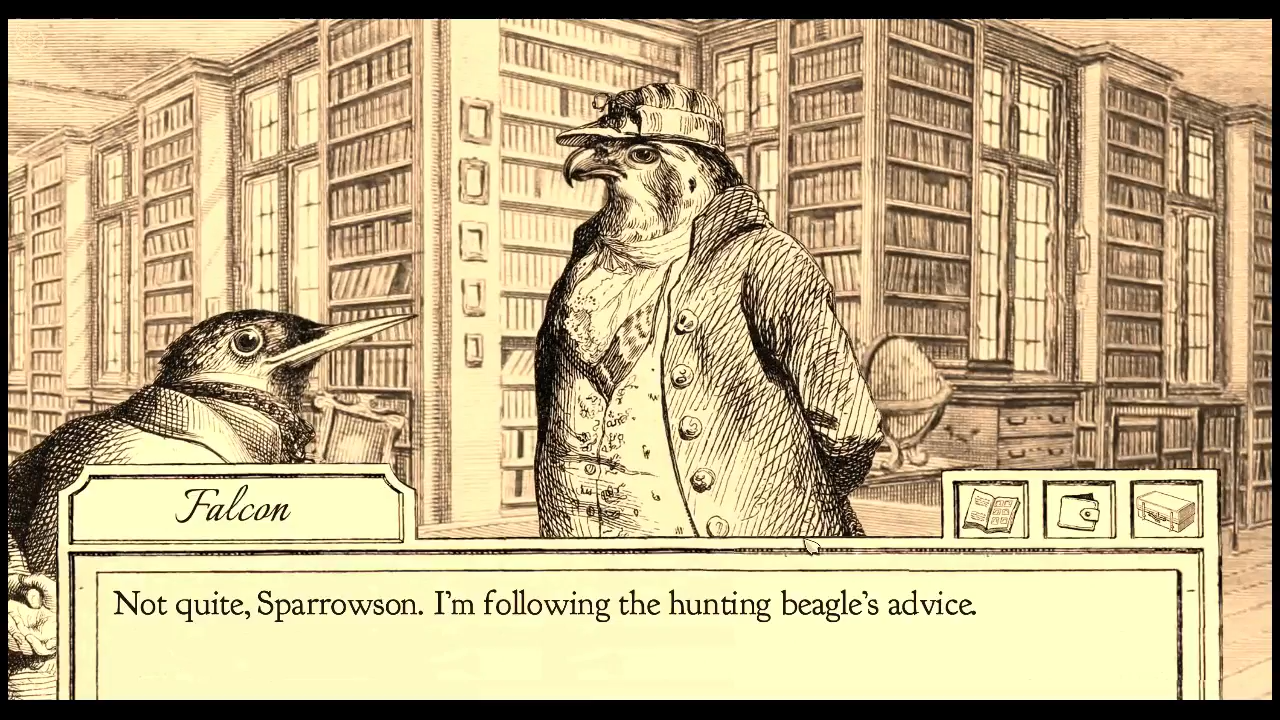 Falcon
Not quite, Sparrowson. I'm following the hunting beagle's advice.